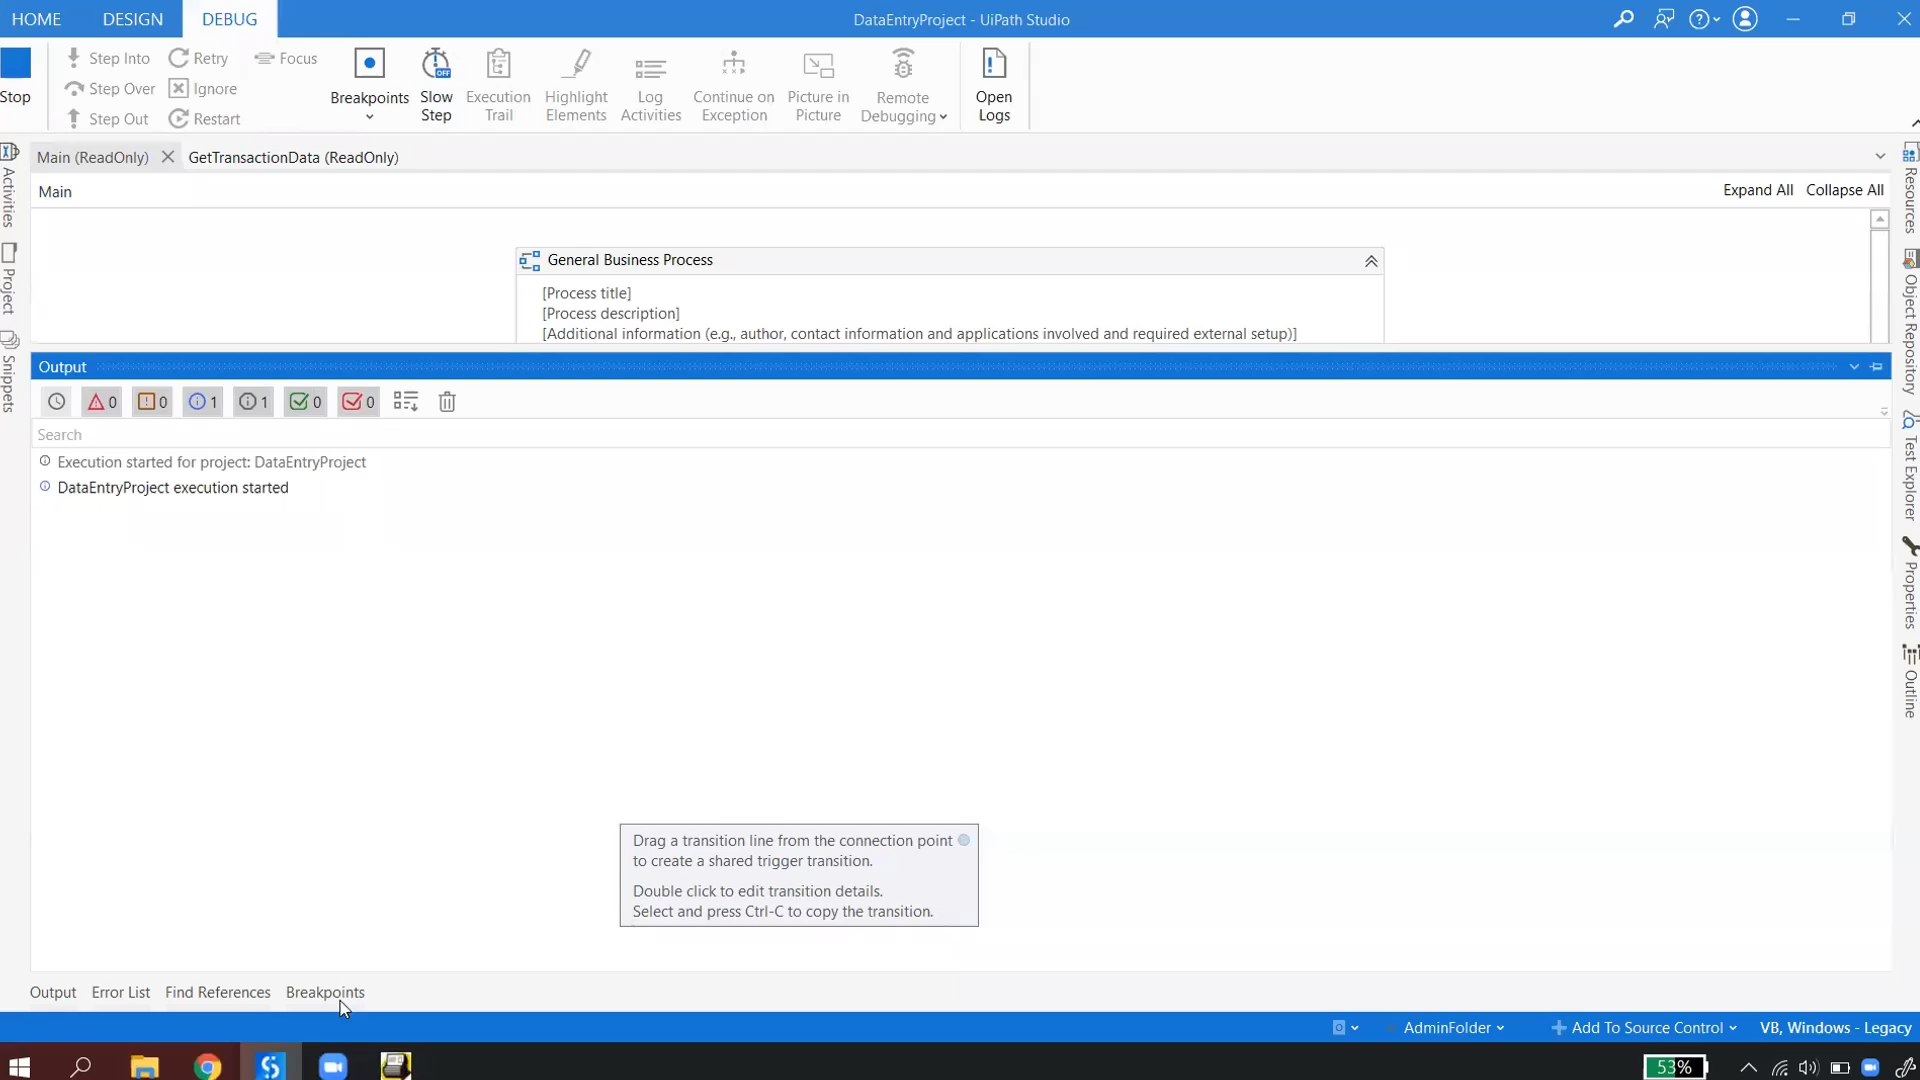 HOME DESIGN DEBUG DataEntryProject - UiPath Studio
Stop
Step Into
Step Over
Step Out
Retry
Ignore
Restart
Focus
Breakpoints
Slow
Step
Execution
Trail
Highlight
Elements
Log
Activities
Continue on
Exception
Picture in
Picture
Remote
Debugging
Open
Logs
Main (ReadOnly) GetTransactionData (ReadOnly)
Main Expand All Collapse All
General Business Process
[Process title]
[Process description]
[Additional information (e.g., author, contact information and applications involved and required external setup)]
Activities
Project
Snippets
Resources
Object Repository
Test Explorer
Properties
Outline
Output
0 0 1 1 0 0
Search
Execution started for project: DataEntryProject
DataEntryProject execution started
Drag a transition line from the connection point
to create a shared trigger transition.
Double click to edit transition details.
Select and press Ctrl-C to copy the transition.
Output Error List Find References Breakpoints
AdminFolder Add To Source Control VB, Windows - Legacy
53%